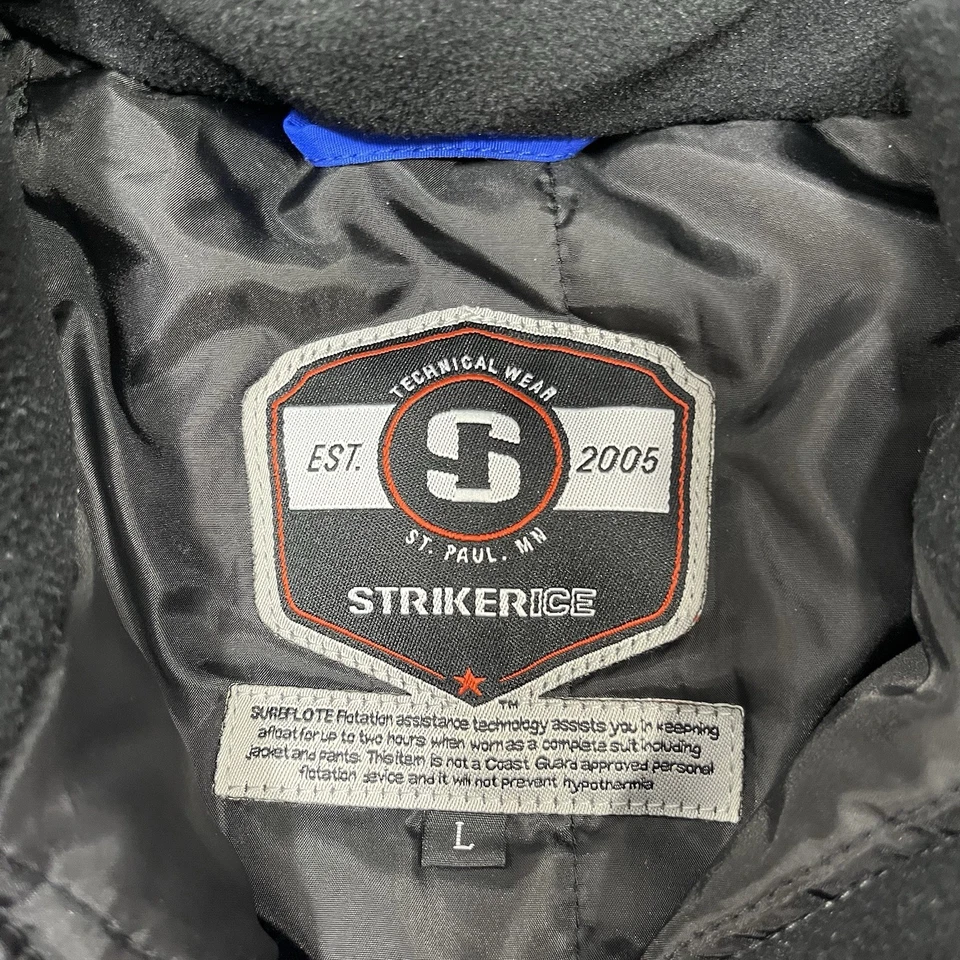 TECHNICAL WEAR
EST. S 2005
ST. PAUL. MN
STRIKERICE
TM
SUREFLOTE Flotation assistance technology assists you in keepning
afloat for up to two hours when worn as a complete suit including
jacket and pants. This item is not a Coast Guard approved personal
flotation device and it will not prevent hypothermia
L